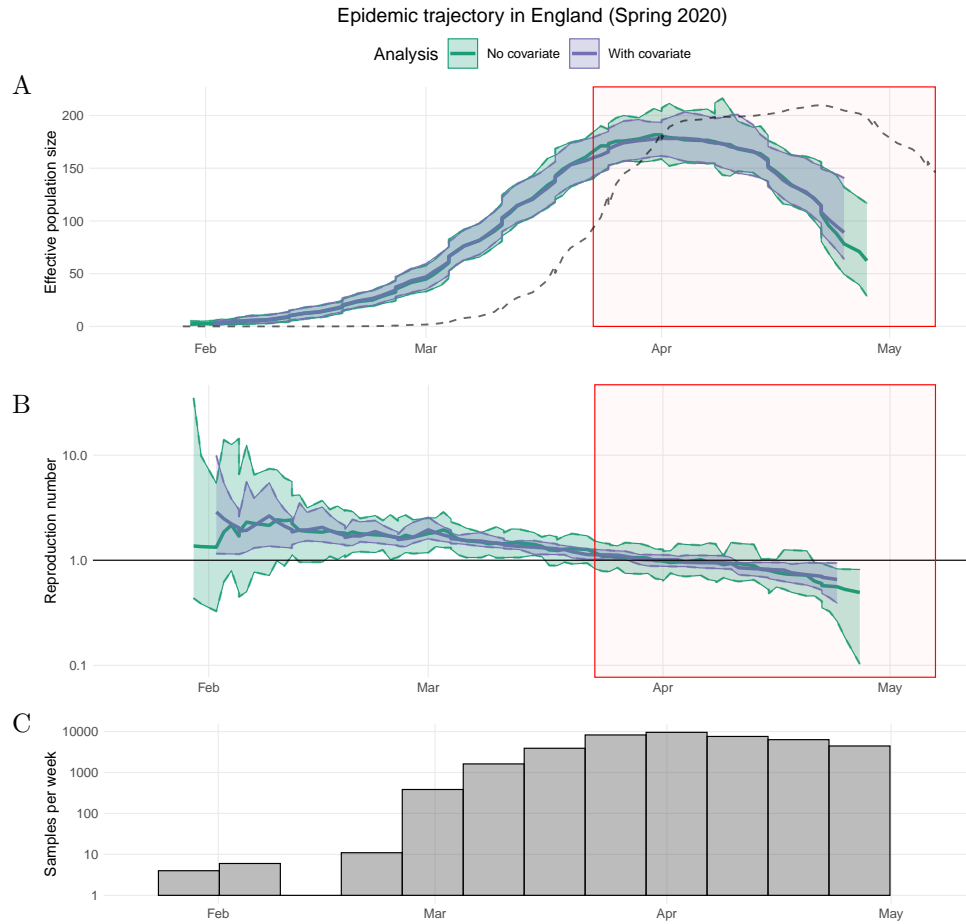 Epidemic trajectory in England (Spring 2020)
Analysis No covariate With covariate
A
Effective population size
200
150
100
50
0
Feb Mar Apr May
B
Reproduction number
10.0
1.0
0.1
Feb Mar Apr May
C
Samples per week
10000
1000
100
10
1
Feb Mar Apr May